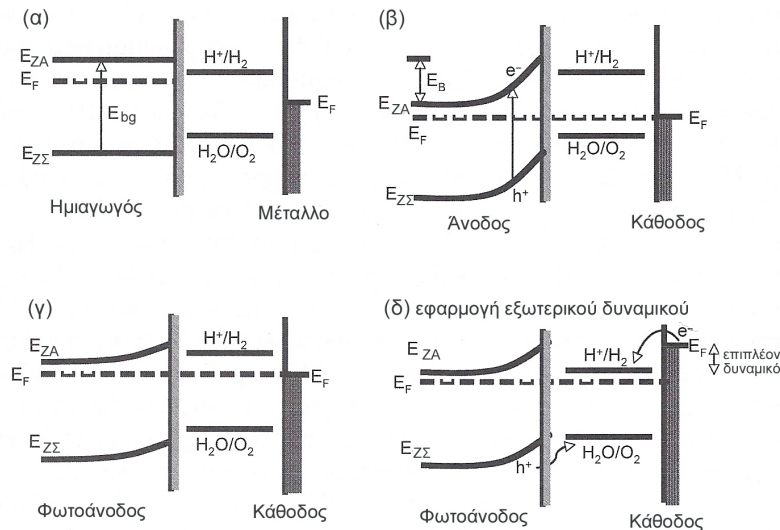 (α)
E_ZA
E_F
E_bg
E_ZΣ
H⁺/H₂
H₂O/O₂
E_F
Ημιαγωγός
Μέταλλο
(β)
E_B
E_ZA
E_F
E_ZΣ
e⁻
h⁺
H⁺/H₂
H₂O/O₂
E_F
Άνοδος
Κάθοδος
(γ)
E_ZA
E_F
E_ZΣ
H⁺/H₂
H₂O/O₂
E_F
Φωτοάνοδος
Κάθοδος
(δ) εφαρμογή εξωτερικού δυναμικού
E_ZA
E_F
E_ZΣ
h⁺
H⁺/H₂
H₂O/O₂
e⁻
E_F
επιπλέον
δυναμικό
Φωτοάνοδος
Κάθοδος